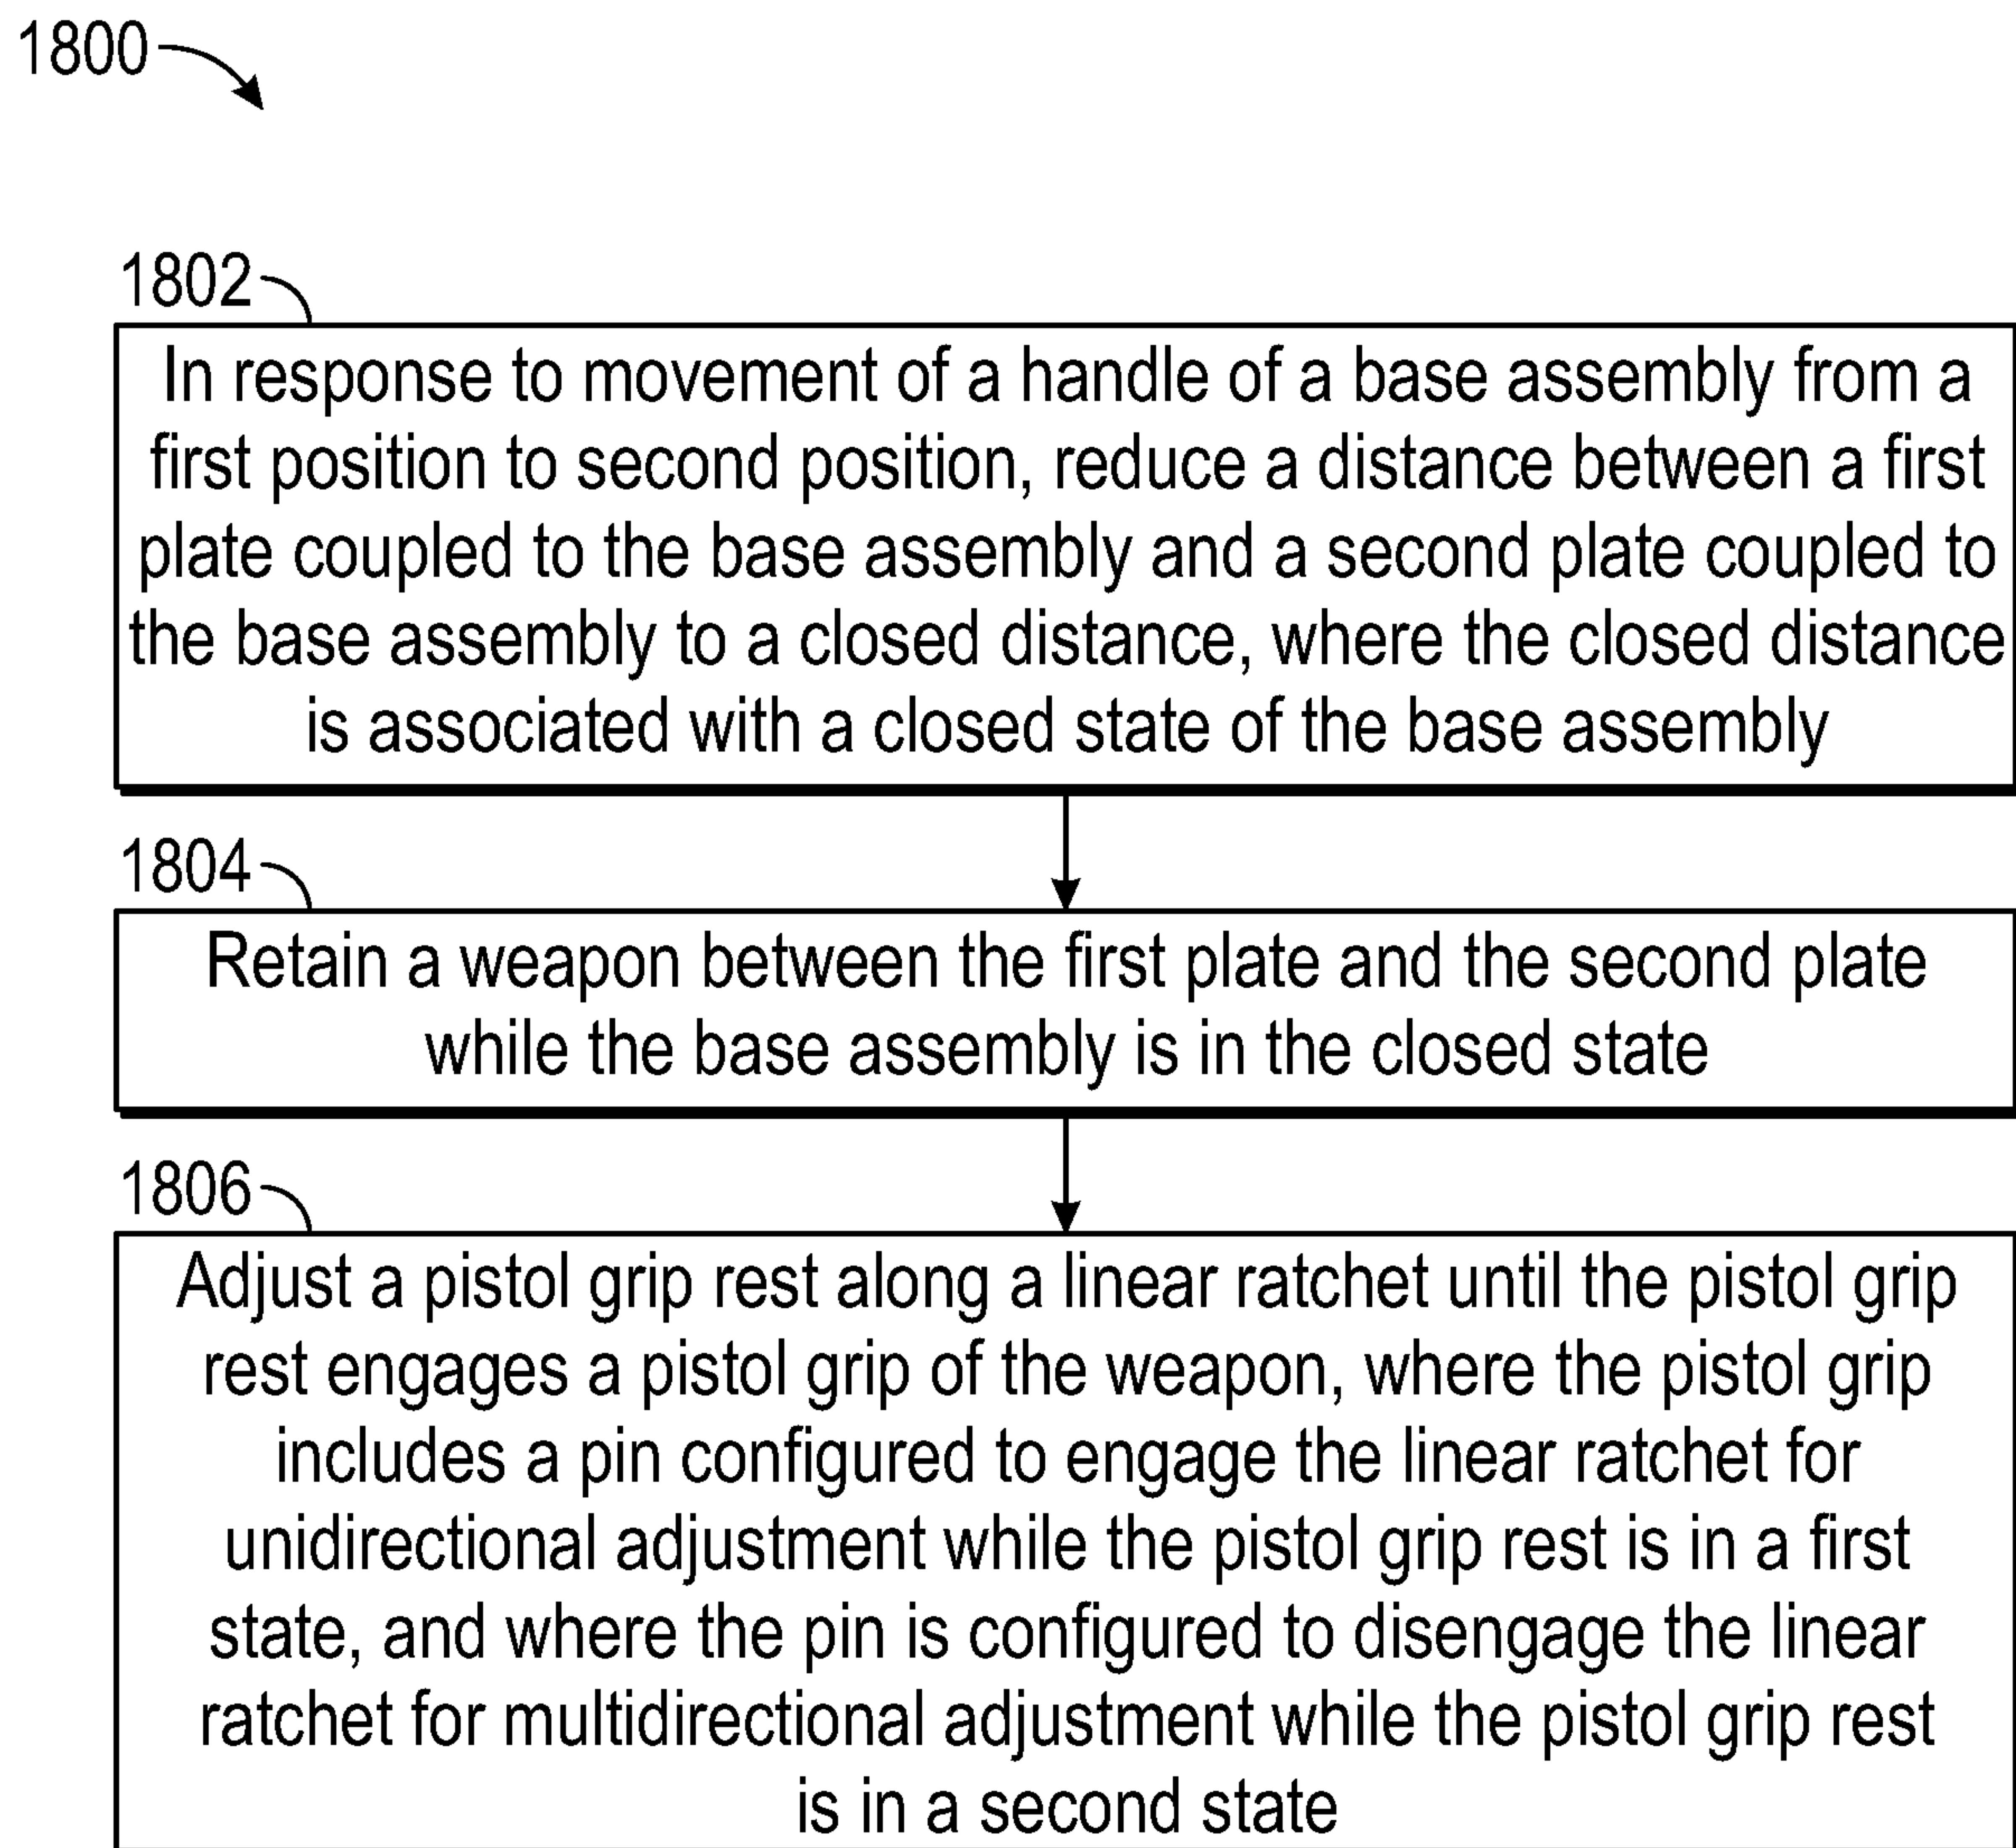 1800
1802
In response to movement of a handle of a base assembly from a
first position to second position, reduce a distance between a first
plate coupled to the base assembly and a second plate coupled to
the base assembly to a closed distance, where the closed distance
is associated with a closed state of the base assembly
1804
Retain a weapon between the first plate and the second plate
while the base assembly is in the closed state
1806
Adjust a pistol grip rest along a linear ratchet until the pistol grip
rest engages a pistol grip of the weapon, where the pistol grip
includes a pin configured to engage the linear ratchet for
unidirectional adjustment while the pistol grip rest is in a first
state, and where the pin is configured to disengage the linear
ratchet for multidirectional adjustment while the pistol grip rest
is in a second state